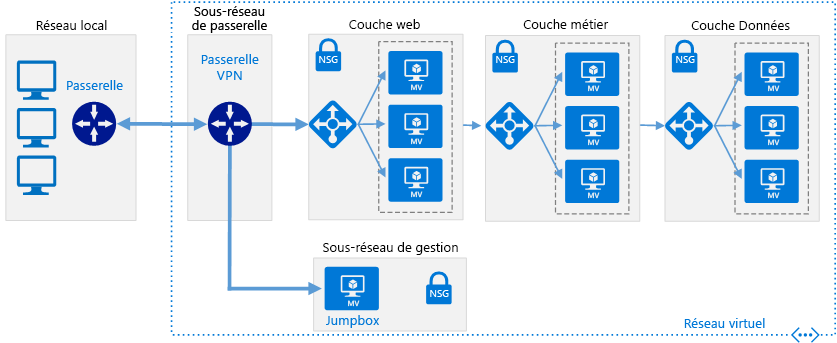 Réseau local
Sous-réseau
de passerelle
Couche web
Couche métier
Couche Données
Passerelle
Passerelle
VPN
NSG
NSG
NSG
MV
MV
MV
MV
MV
MV
MV
MV
MV
Sous-réseau de gestion
MV
Jumpbox
NSG
Réseau virtuel